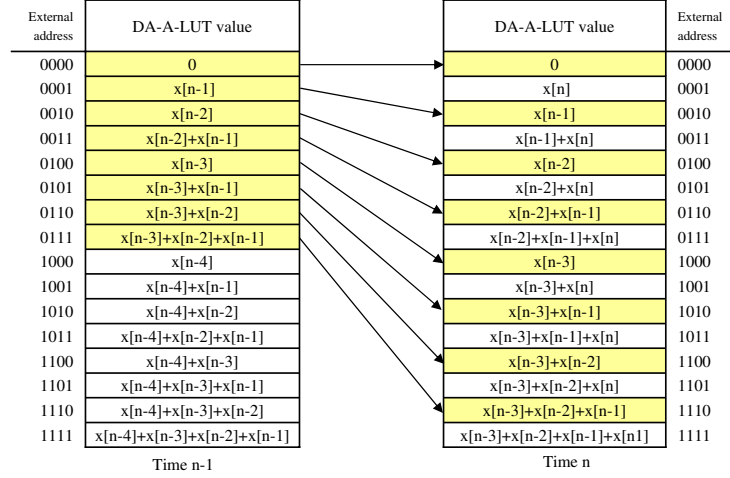 External address DA-A-LUT value DA-A-LUT value External address
0000 0 0 0000
0001 x[n-1] x[n] 0001
0010 x[n-2] x[n-1] 0010
0011 x[n-2]+x[n-1] x[n-1]+x[n] 0011
0100 x[n-3] x[n-2] 0100
0101 x[n-3]+x[n-1] x[n-2]+x[n] 0101
0110 x[n-3]+x[n-2] x[n-2]+x[n-1] 0110
0111 x[n-3]+x[n-2]+x[n-1] x[n-2]+x[n-1]+x[n] 0111
1000 x[n-4] x[n-3] 1000
1001 x[n-4]+x[n-1] x[n-3]+x[n] 1001
1010 x[n-4]+x[n-2] x[n-3]+x[n-1] 1010
1011 x[n-4]+x[n-2]+x[n-1] x[n-3]+x[n-1]+x[n] 1011
1100 x[n-4]+x[n-3] x[n-3]+x[n-2] 1100
1101 x[n-4]+x[n-3]+x[n-1] x[n-3]+x[n-2]+x[n] 1101
1110 x[n-4]+x[n-3]+x[n-2] x[n-3]+x[n-2]+x[n-1] 1110
1111 x[n-4]+x[n-3]+x[n-2]+x[n-1] x[n-3]+x[n-2]+x[n-1]+x[n1] 1111
Time n-1 Time n